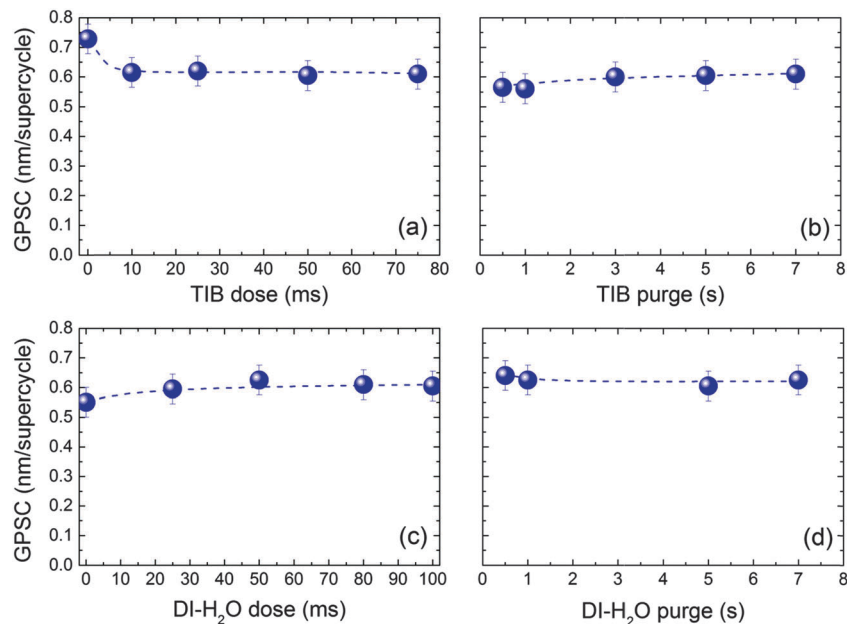 0.8
0.7
0.6
0.5
0.4
0.3
0.2
0.1
0.0
GPSC (nm/supercycle)
0 10 20 30 40 50 60 70 80
TIB dose (ms)
(a)
0 1 2 3 4 5 6 7 8
TIB purge (s)
(b)
0.8
0.7
0.6
0.5
0.4
0.3
0.2
0.1
0.0
GPSC (nm/supercycle)
0 10 20 30 40 50 60 70 80 90 100
DI-H₂O dose (ms)
(c)
0 1 2 3 4 5 6 7 8
DI-H₂O purge (s)
(d)